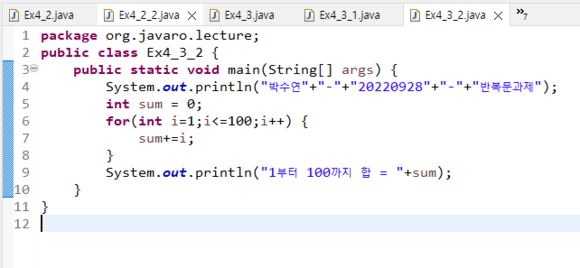 Ex4_2.java Ex4_2_2.java Ex4_3.java Ex4_3_1.java Ex4_3_2.java »7
1 package org.javaro.lecture;
2 public class Ex4_3_2 {
3 public static void main(String[] args) {
4 System.out.println("박수연"+"-"+"20220928"+"-"+"반복문과제");
5 int sum = 0;
6 for(int i=1;i<=100;i++) {
7 sum+=i;
8 }
9 System.out.println("1부터 100까지 합 = "+sum);
10 }
11 }
12